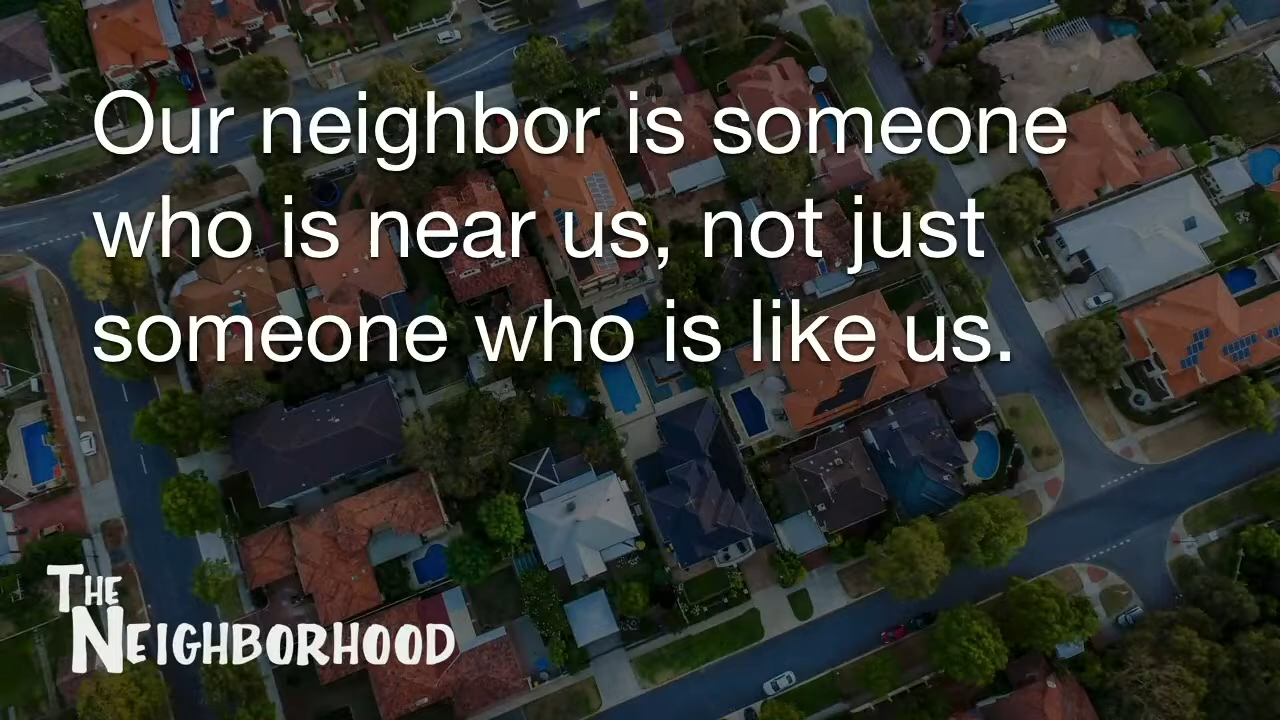 Our neighbor is someone
who is near us, not just
someone who is like us.
The
Neighborhood